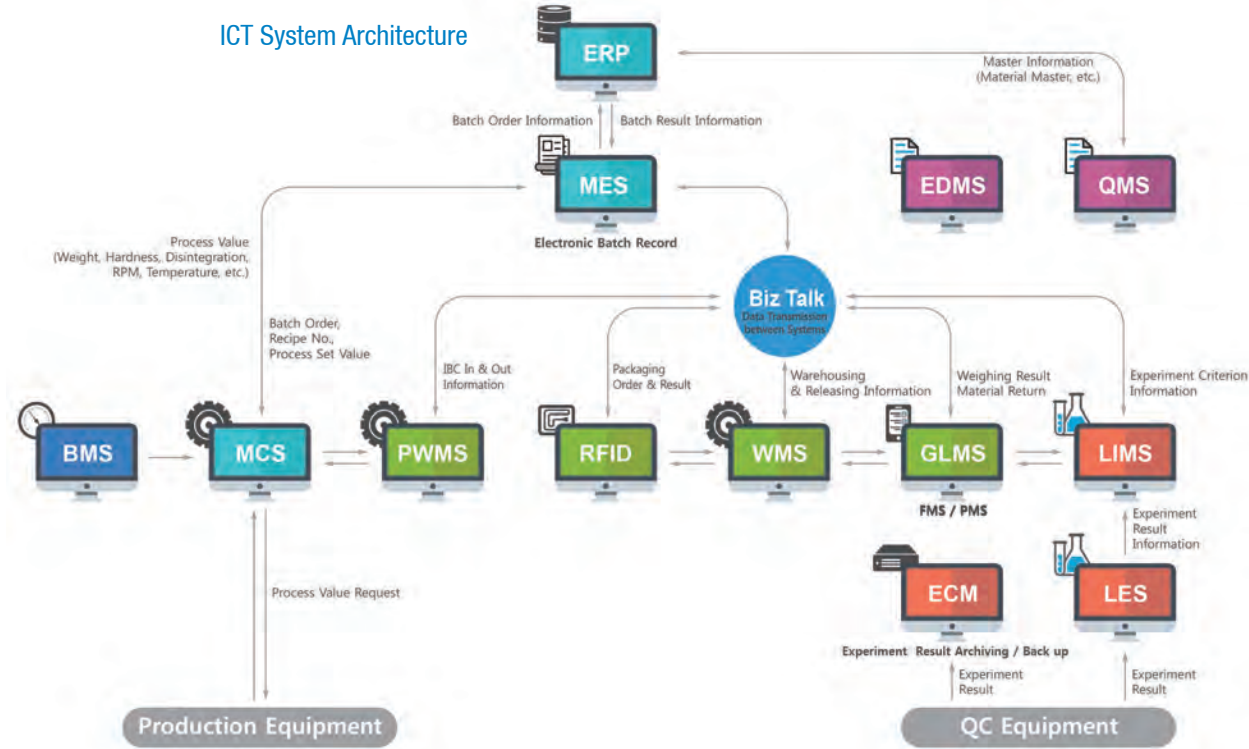 ICT System Architecture
ERP
Master Information
(Material Master, etc.)
Batch Order Information
Batch Result Information
MES
EDMS
QMS
Electronic Batch Record
Process Value
(Weight, Hardness, Disintegration,
RPM, Temperature, etc.)
Biz Talk
Data Transmission
between Systems
Batch Order,
Recipe No.,
Process Set Value
IBC In & Out
Information
Packaging
Order & Result
Warehousing
& Releasing Information
Weighing Result
Material Return
Experiment Criterion
Information
BMS
MCS
PWMS
RFID
WMS
GLMS
LIMS
FMS / PMS
Experiment
Result
Information
Process Value Request
ECM
LES
Experiment Result Archiving / Back up
Experiment
Result
Experiment
Result
Production Equipment
QC Equipment